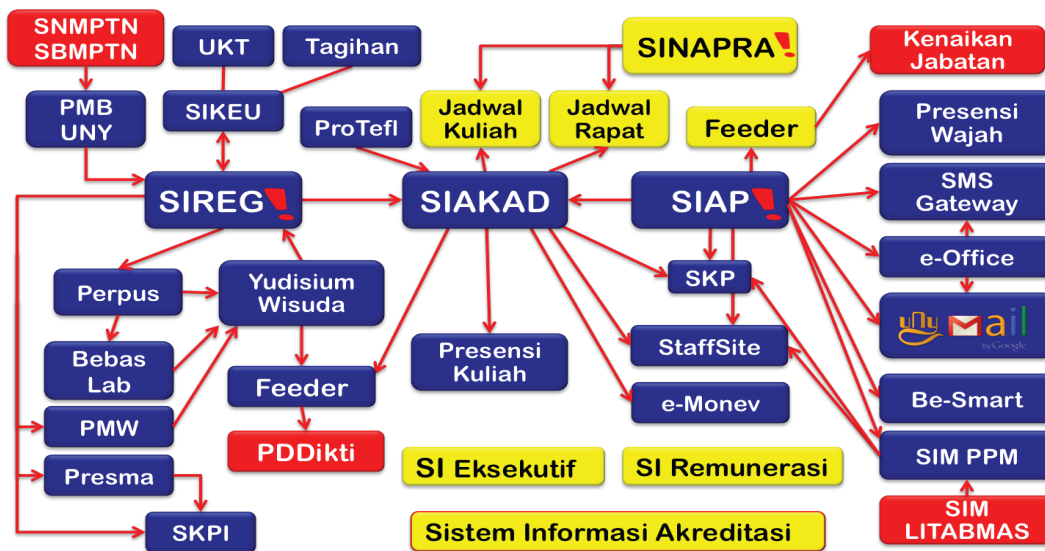 SNMPTN
SBMPTN
UKT
Tagihan
SINAPRA!
Kenaikan
Jabatan
PMB
UNY
SIKEU
ProTefl
Jadwal
Kuliah
Jadwal
Rapat
Feeder
Presensi
Wajah
SIREG!
SIAKAD
SIAP!
SMS
Gateway
e-Office
Perpus
Yudisium
Wisuda
SKP
uny Mail
by Google
Bebas
Lab
Feeder
Presensi
Kuliah
StaffSite
e-Monev
Be-Smart
PMW
PDDikti
SI Eksekutif
SI Remunerasi
SIM PPM
Presma
SKPI
Sistem Informasi Akreditasi
SIM
LITABMAS